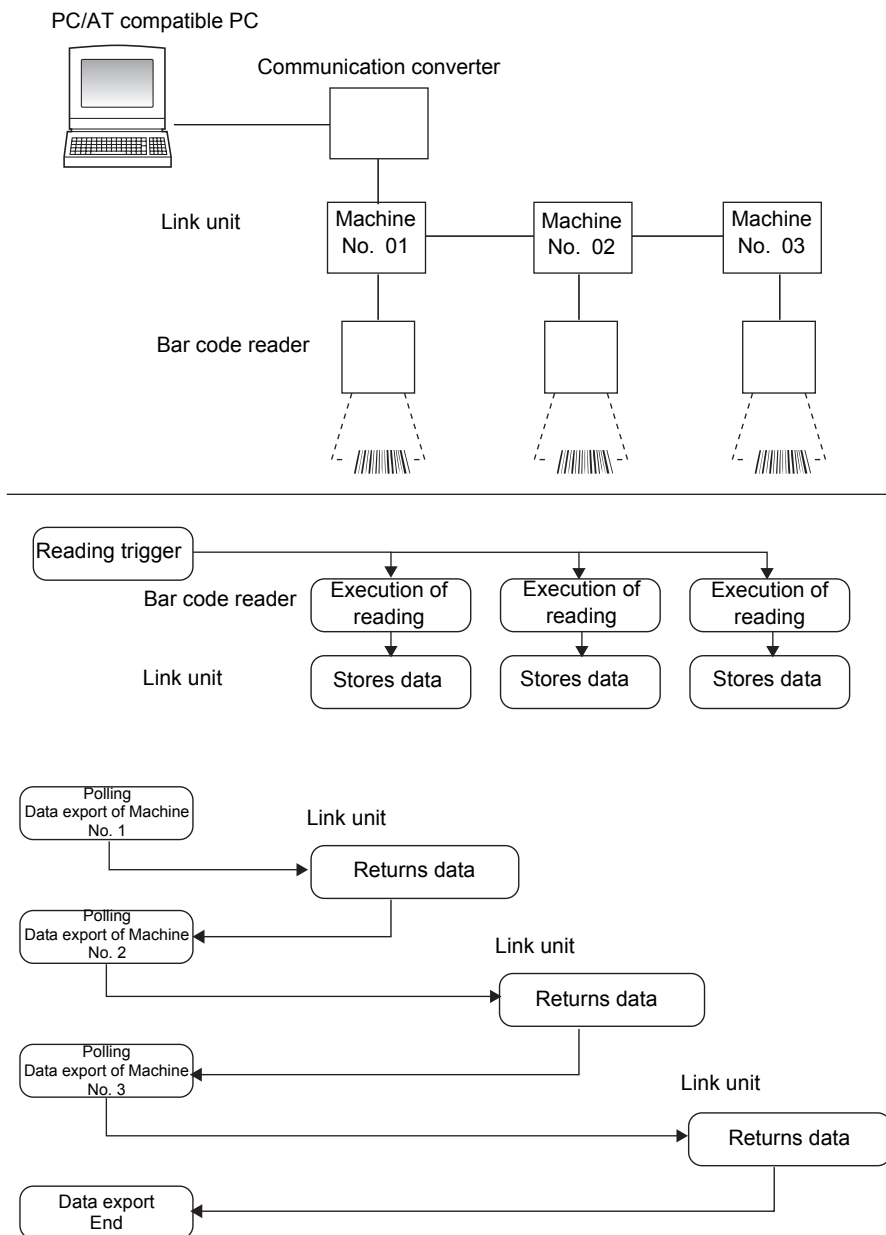 PC/AT compatible PC
Communication converter
Link unit
Machine
No. 01
Machine
No. 02
Machine
No. 03
Bar code reader
Reading trigger
Bar code reader
Execution of
reading
Execution of
reading
Execution of
reading
Link unit
Stores data
Stores data
Stores data
Polling
Data export of Machine
No. 1
Link unit
Returns data
Polling
Data export of Machine
No. 2
Link unit
Returns data
Polling
Data export of Machine
No. 3
Link unit
Returns data
Data export
End